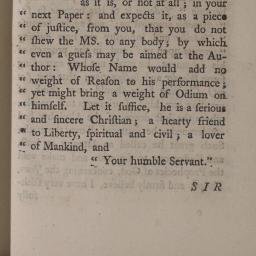 as it is, or not at all; in your
“ next Paper: and expects it, as a piece
“ of justice, from you, that you do not
“ shew the MS. to any body; by which
“ even a guess may be aimed at the Au-
“ thor: Whose Name would add no
“ weight of Reason to his performance;
“ yet might bring a weight of Odium on
“ himself. Let it suffice, he is a serious
“ and sincere Christian; a hearty friend
“ to Liberty, spiritual and civil; a lover
“ of Mankind, and
“ Your humble Servant.”
SIR